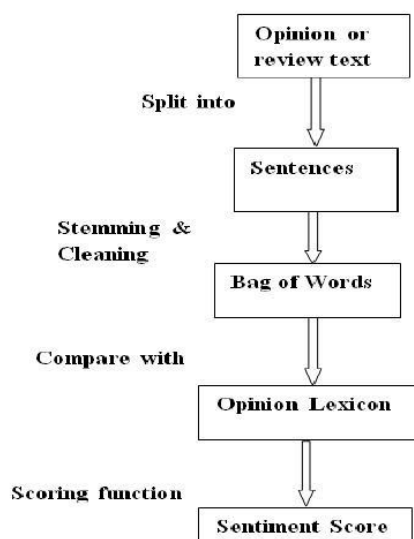 Opinion or
review text
Split into
Sentences
Stemming &
Cleaning
Bag of Words
Compare with
Opinion Lexicon
Scoring function
Sentiment Score